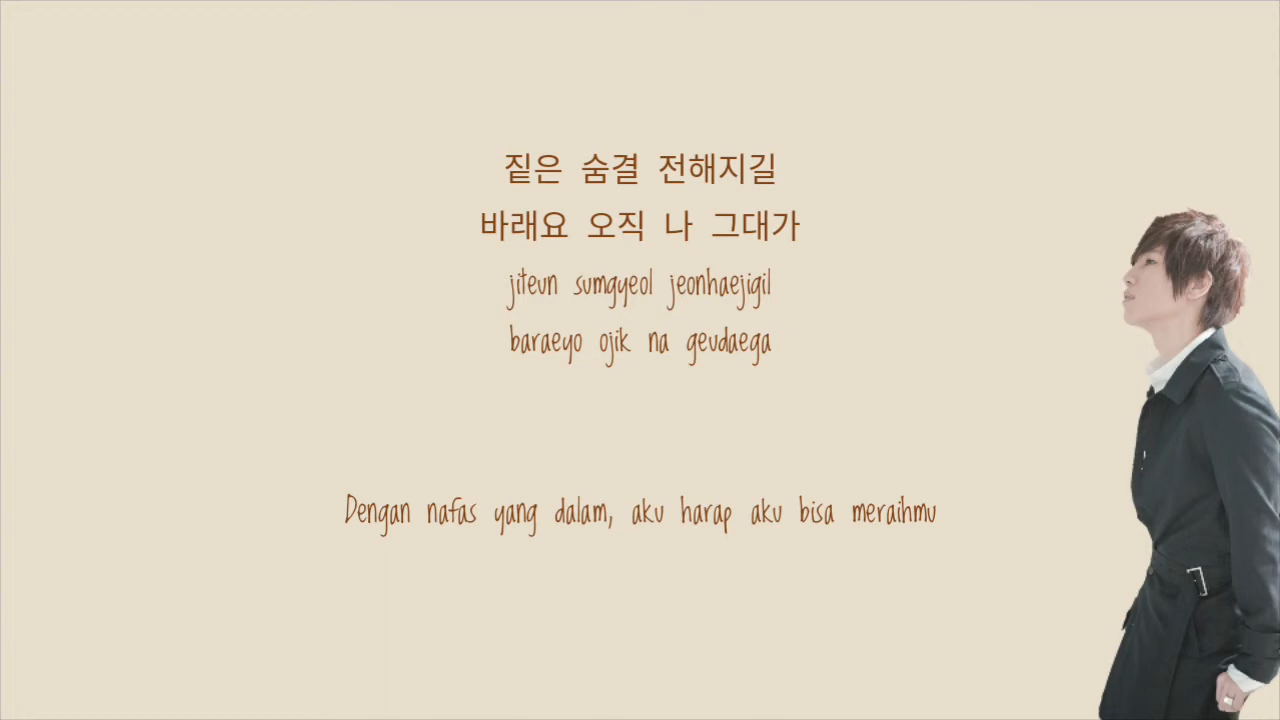 짙은 숨결 전해지길
바래요 오직 나 그대가
jiteun sumgyeol jeonhaejigil
baraeyo ojik na geudaega
Dengan nafas yang dalam, aku harap aku bisa meraihmu